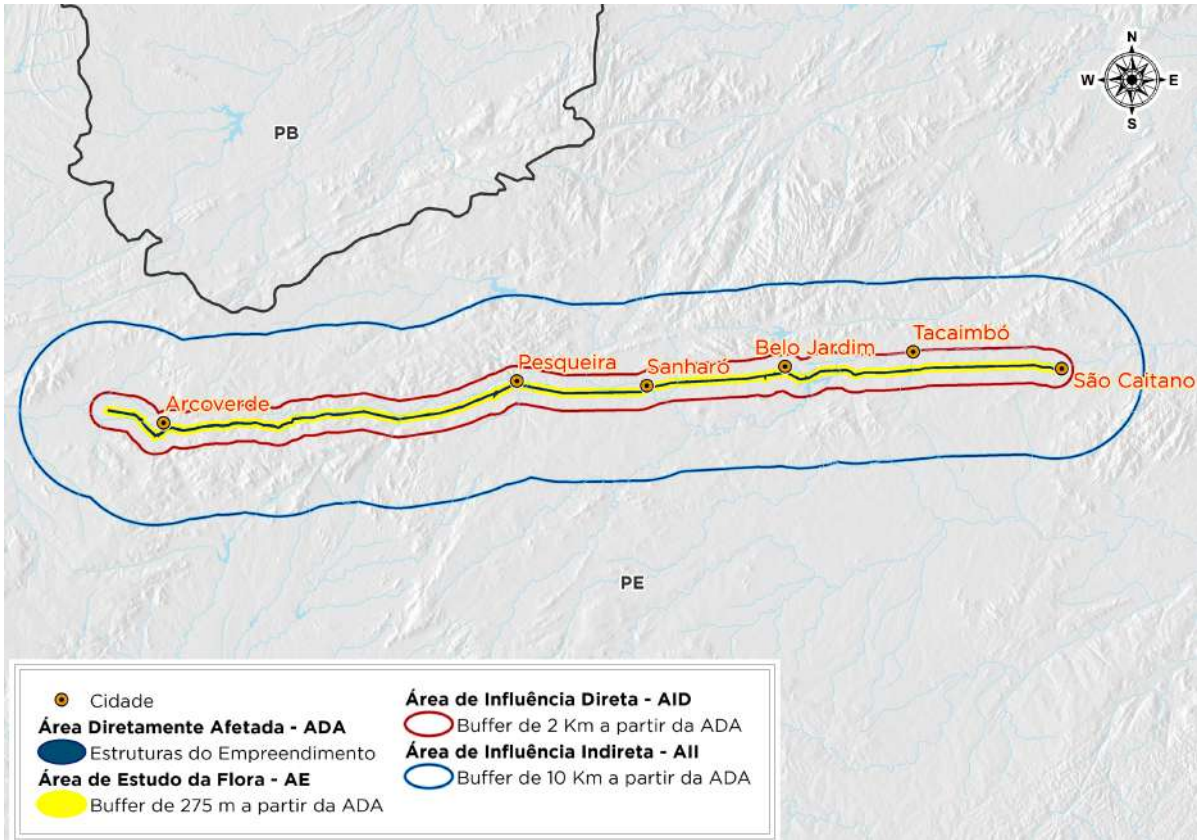 N
W E
S
PB
Belo Jardim
Tacaimbó
Pesqueira
Sanharó
São Caitano
Arcoverde
PE
Cidade
Área Diretamente Afetada - ADA
Estruturas do Empreendimento
Área de Estudo da Flora - AE
Buffer de 275 m a partir da ADA
Área de Influência Direta - AID
Buffer de 2 Km a partir da ADA
Área de Influência Indireta - AII
Buffer de 10 Km a partir da ADA